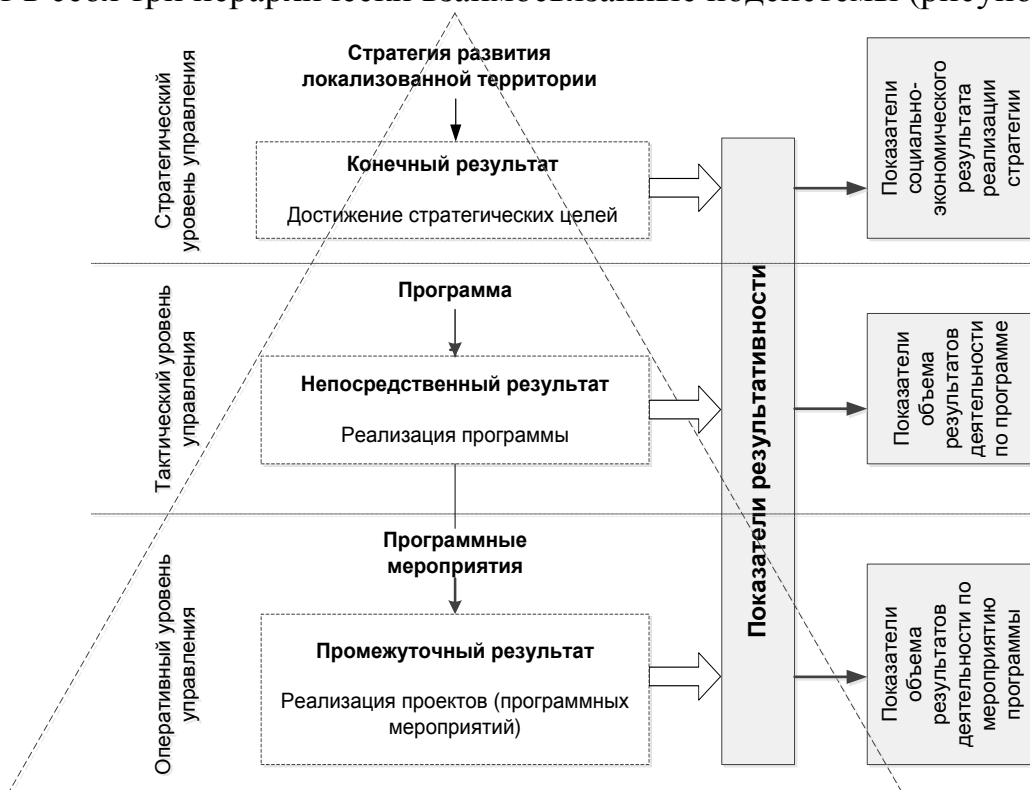 в себя три иерархически взаимосвязанные подсистемы
Стратегический
уровень управления
Стратегия развития
локализованной территории
Конечный результат
Достижение стратегических целей
Показатели
социально-
экономического
результата
реализации
стратегии
Тактический уровень
управления
Программа
Непосредственный результат
Реализация программы
Показатели результативности
Показатели
объема
результатов
деятельности
по программе
Оперативный уровень
управления
Программные
мероприятия
Промежуточный результат
Реализация проектов (программных
мероприятий)
Показатели
объема
результатов
деятельности по
мероприятию
программы